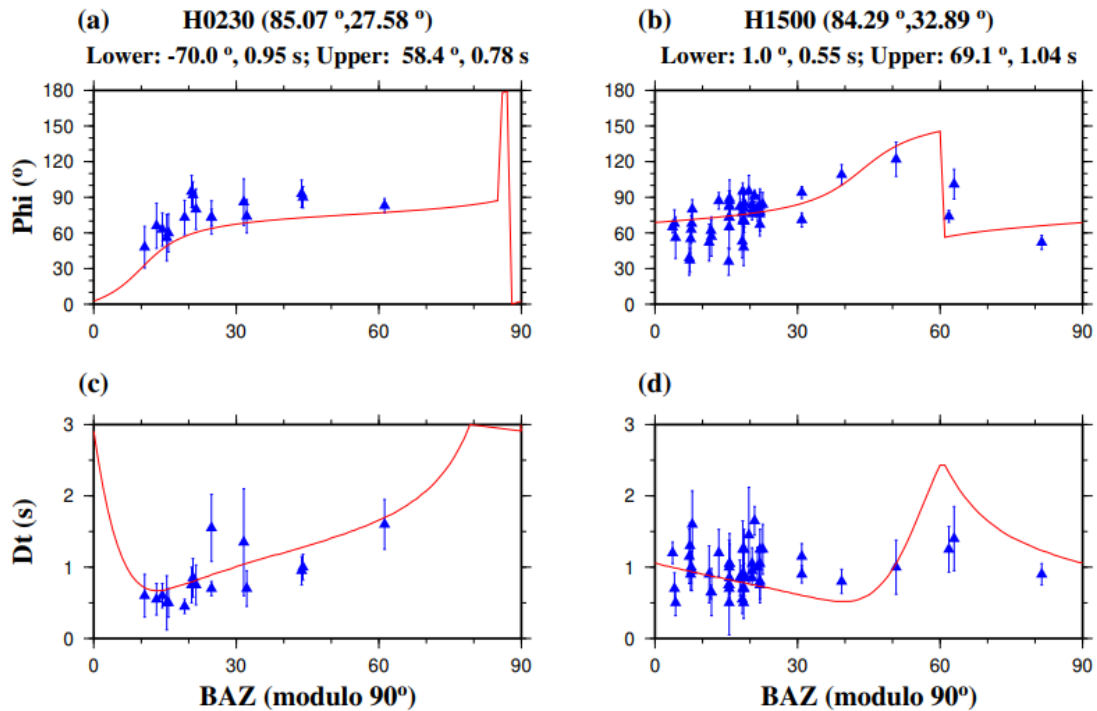 (a) H0230 (85.07 º,27.58 º)
Lower: -70.0 º, 0.95 s; Upper: 58.4 º, 0.78 s
(b) H1500 (84.29 º,32.89 º)
Lower: 1.0 º, 0.55 s; Upper: 69.1 º, 1.04 s
Phi (º)
180
150
120
90
60
30
0
0 30 60 90
180
150
120
90
60
30
0
0 30 60 90
(c)
(d)
Dt (s)
3
2
1
0
0 30 60 90
BAZ (modulo 90º)
3
2
1
0
0 30 60 90
BAZ (modulo 90º)